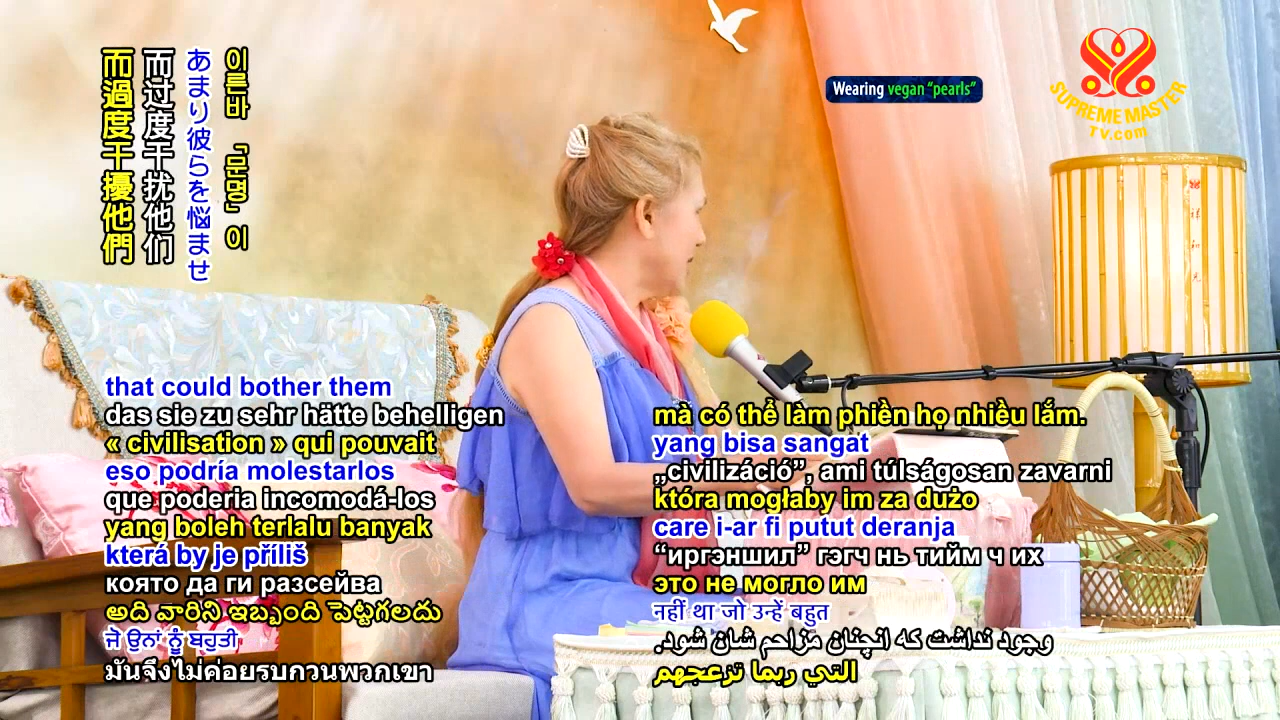 이른바 「문명」이
あまり彼らを悩ませ
而过度干扰他们
而過度干擾他們
Wearing vegan "pearls"
SUPREME MASTER
TV.com
祥和元
that could bother them
das sie zu sehr hätte behelligen
« civilisation » qui pouvait
eso podría molestarlos
que poderia incomodá-los
yang boleh terlalu banyak
která by je příliš
която да ги разсейва
అది వారిని ఇబ్బంది పెట్టగలదు
ਜੋ ਉਨਾਂ ਨੂੰ ਬਹੁਤੀ
มันจึงไม่ค่อยรบกวนพวกเขา
mà có thể làm phiền họ nhiều lắm.
yang bisa sangat
„civilizáció”, ami túlságosan zavarni
która mogłaby im za dużo
care i-ar fi putut deranja
“иргэншил” гэгч нь тийм ч их
это не могло им
नहीं था जो उन्हें बहुत
وجود نداشت که آنچنان مزاحم شان شود.
التي ربما تزعجهم